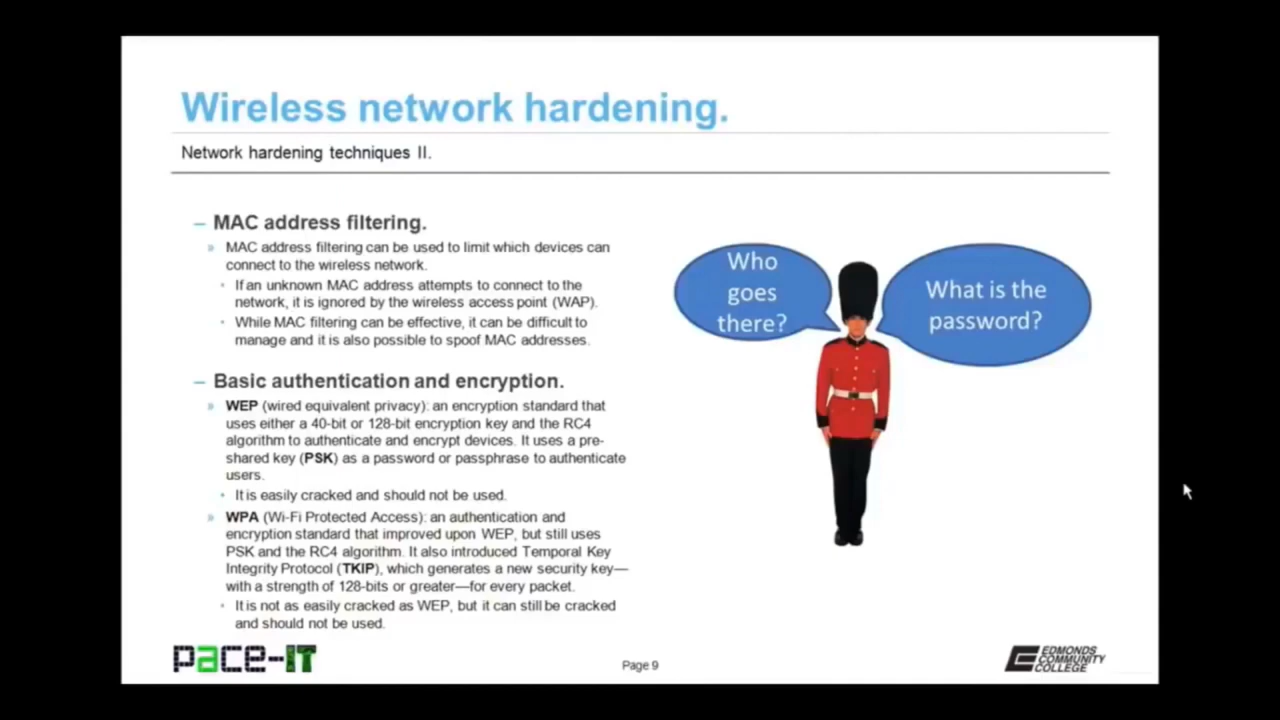 Wireless network hardening.
Network hardening techniques II.
– MAC address filtering.
» MAC address filtering can be used to limit which devices can
connect to the wireless network.
• If an unknown MAC address attempts to connect to the
network, it is ignored by the wireless access point (WAP).
• While MAC filtering can be effective, it can be difficult to
manage and it is also possible to spoof MAC addresses.
– Basic authentication and encryption.
» WEP (wired equivalent privacy): an encryption standard that
uses either a 40-bit or 128-bit encryption key and the RC4
algorithm to authenticate and encrypt devices. It uses a pre-
shared key (PSK) as a password or passphrase to authenticate
users.
• It is easily cracked and should not be used.
» WPA (Wi-Fi Protected Access): an authentication and
encryption standard that improved upon WEP, but still uses
PSK and the RC4 algorithm. It also introduced Temporal Key
Integrity Protocol (TKIP), which generates a new security key—
with a strength of 128-bits or greater—for every packet.
• It is not as easily cracked as WEP, but it can still be cracked
and should not be used.
Who
goes
there?
What is the
password?
pace-IT
Page 9
EDMONDS
COMMUNITY
COLLEGE